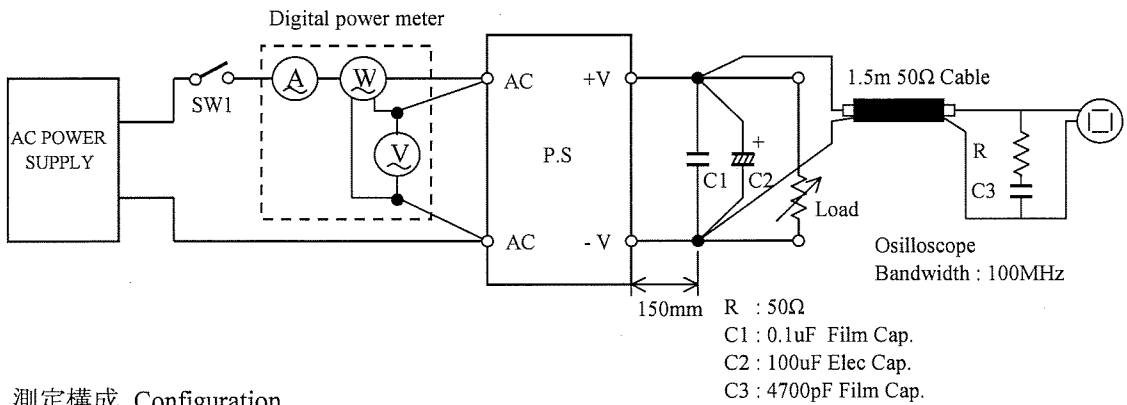 Digital power meter
AC POWER
SUPPLY
SW1
A
W
V
AC
AC
P.S
+V
- V
C1
+
C2
Load
150mm
1.5m 50Ω Cable
R
C3
Osilloscope
Bandwidth : 100MHz
R : 50Ω
C1 : 0.1uF Film Cap.
C2 : 100uF Elec Cap.
C3 : 4700pF Film Cap.
測定構成 Configuration